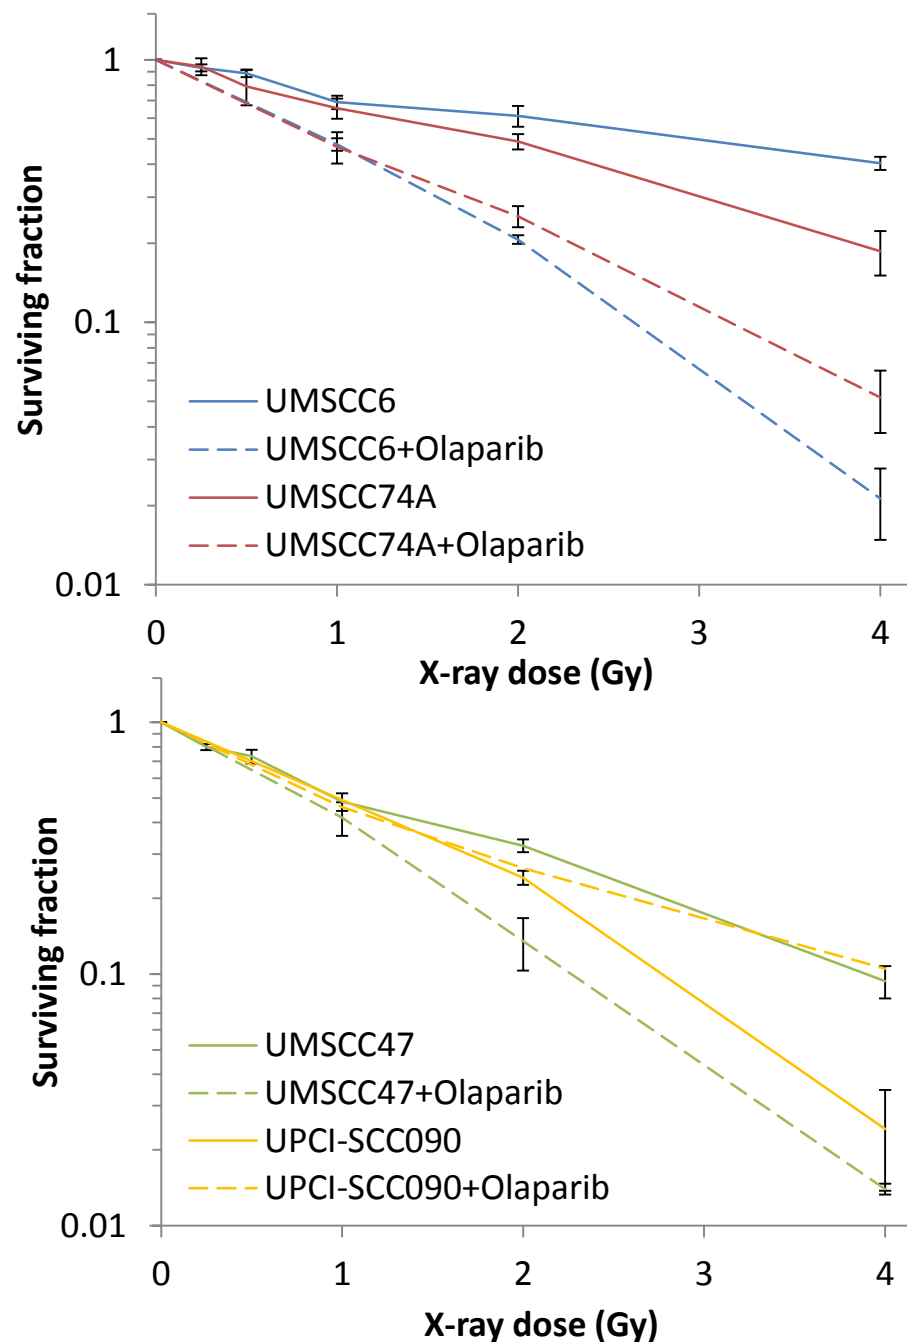 1
0.1
0.01
Surviving fraction
UMSCC6
UMSCC6+Olaparib
UMSCC74A
UMSCC74A+Olaparib
0 1 2 3 4
X-ray dose (Gy)
1
0.1
0.01
Surviving fraction
UMSCC47
UMSCC47+Olaparib
UPCI-SCC090
UPCI-SCC090+Olaparib
0 1 2 3 4
X-ray dose (Gy)